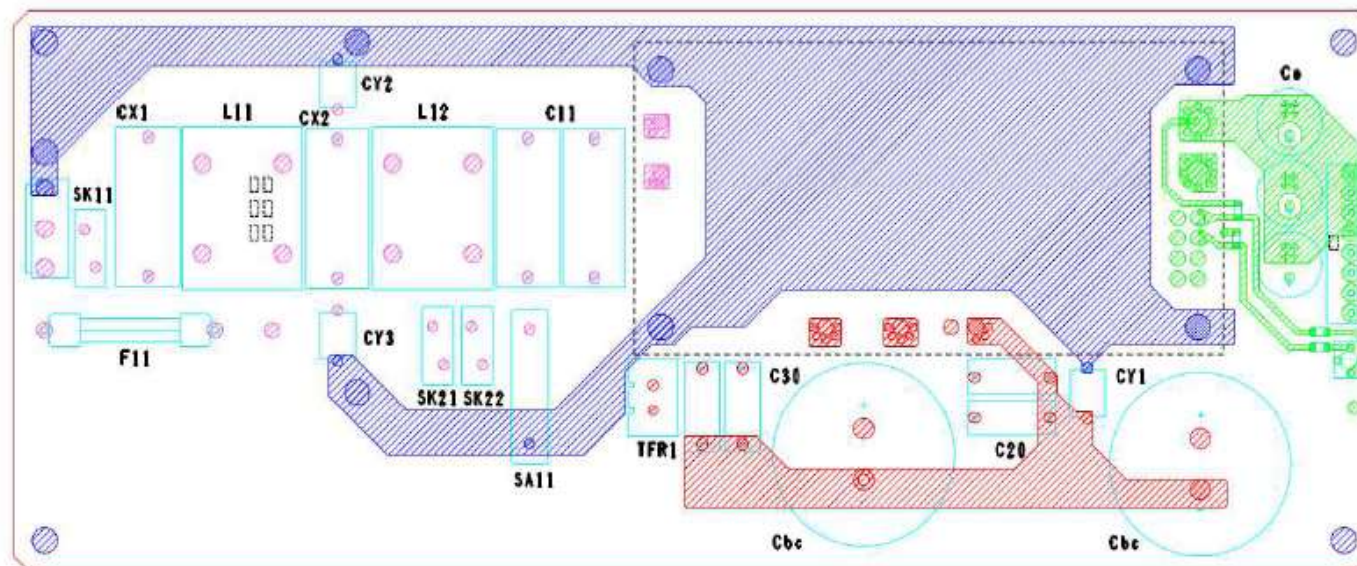 Co
CY2
CX1
L11
CX2
L12
C11
SK11
CY3
F11
SK21
SK22
C30
CY1
TFR1
C20
SA11
Cbc
Cbc